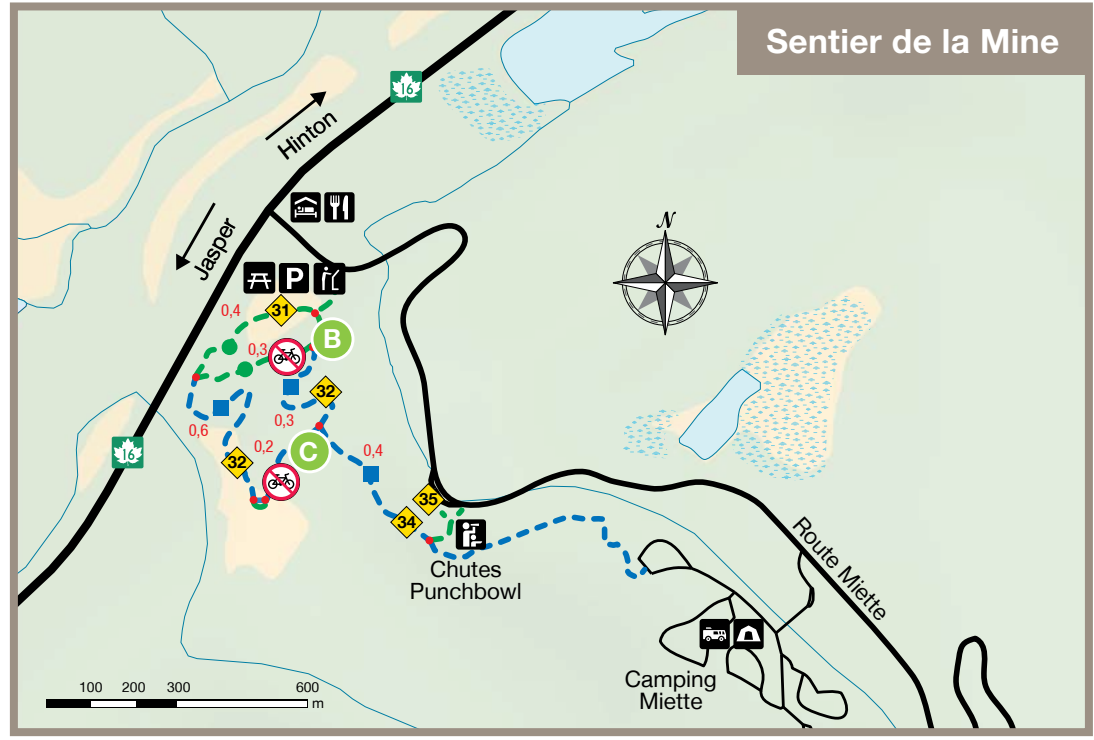 Sentier de la Mine
16
Hinton
Jasper
N
P
0,4
31
B
0,3
32
0,6
0,3
0,2
C
0,4
32
16
35
34
Chutes
Punchbowl
Route Miette
Camping
Miette
100 200 300 600
m